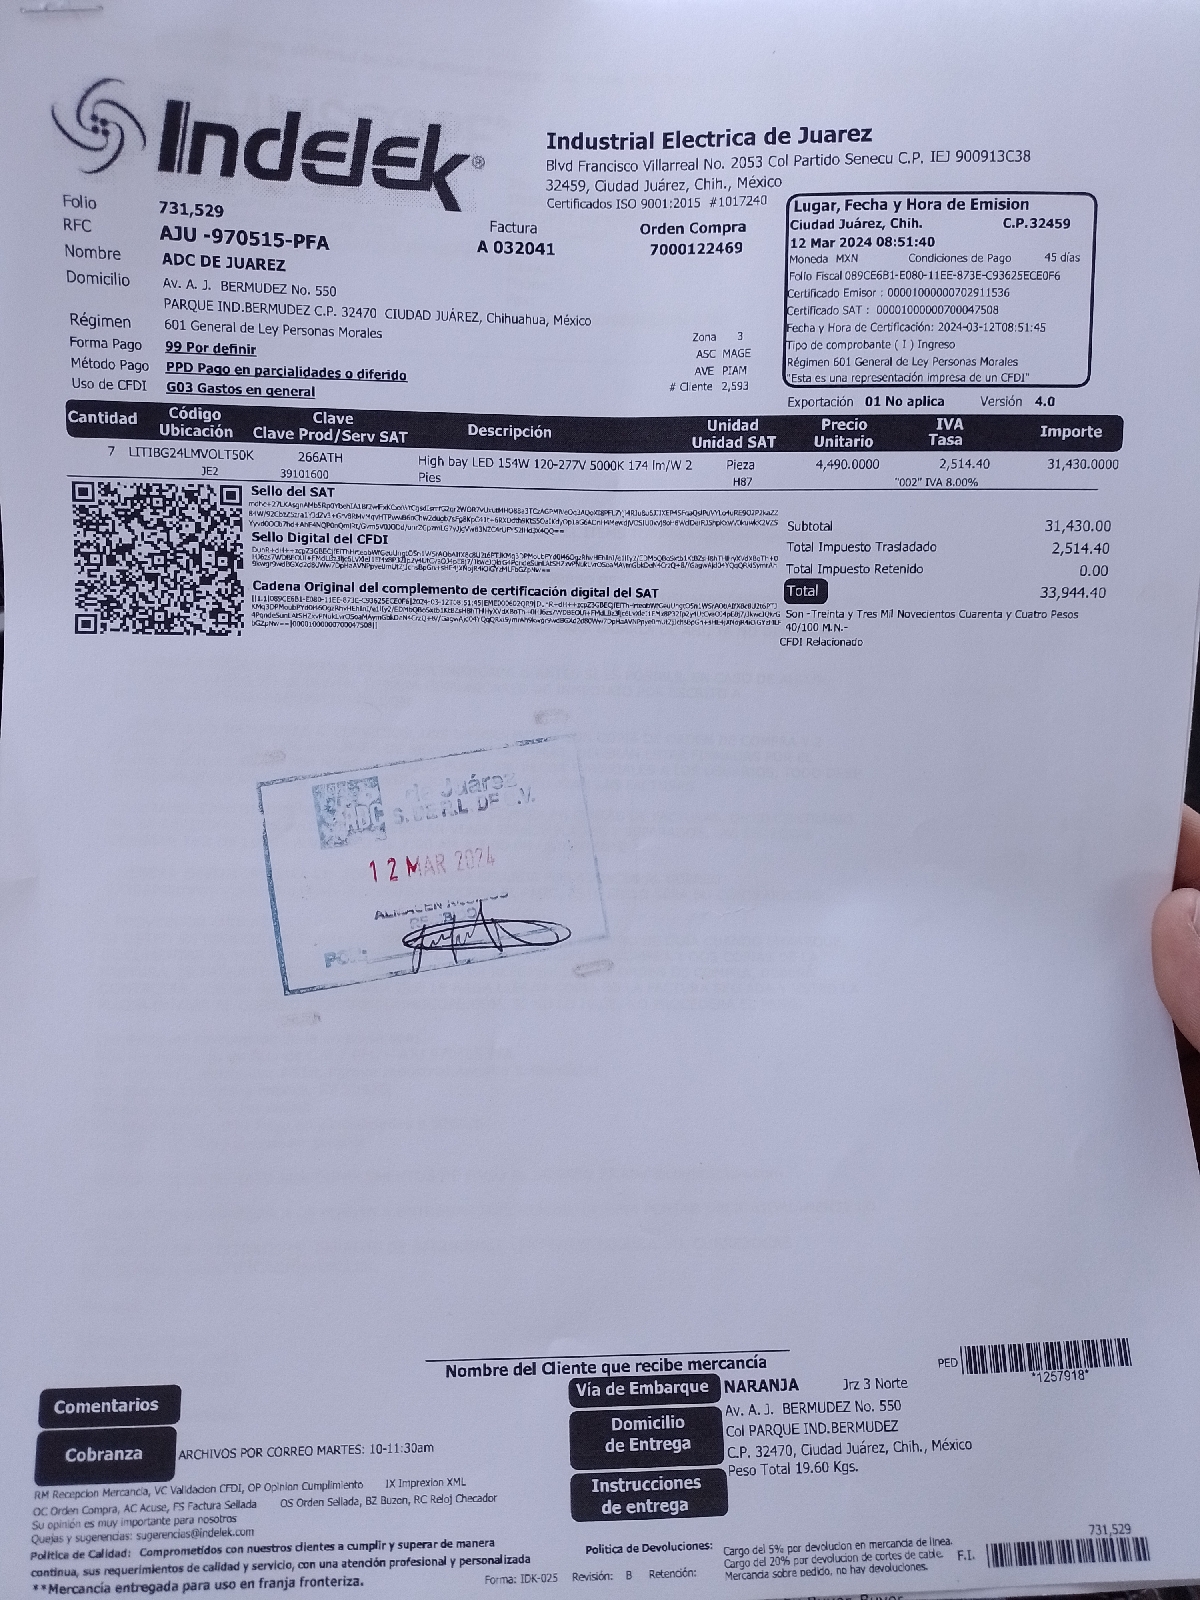 Indelek®
Industrial Electrica de Juarez
Blvd Francisco Villarreal No. 2053 Col Partido Senecu C.P. IEJ 900913C38
32459, Ciudad Juárez, Chih., México
Certificados ISO 9001:2015 #1017240
Folio 731,529
RFC AJU -970515-PFA
Nombre ADC DE JUAREZ
Domicilio Av. A. J. BERMUDEZ No. 550
PARQUE IND.BERMUDEZ C.P. 32470 CIUDAD JUÁREZ, Chihuahua, México
Régimen 601 General de Ley Personas Morales
Forma Pago 99 Por definir
Método Pago PPD Pago en parcialidades o diferido
Uso de CFDI G03 Gastos en general
Factura
A 032041
Orden Compra
7000122469
Zona 3
ASC MAGE
AVE PIAM
# Cliente 2,593
Lugar, Fecha y Hora de Emision
Ciudad Juárez, Chih. C.P.32459
12 Mar 2024 08:51:40
Moneda MXN Condiciones de Pago 45 días
Folio Fiscal 089CE6B1-E080-11EE-873E-C93625ECE0F6
Certificado Emisor : 00001000000702911536
Certificado SAT : 00001000000700047508
Fecha y Hora de Certificación: 2024-03-12T08:51:45
Tipo de comprobante ( I ) Ingreso
Régimen 601 General de Ley Personas Morales
"Esta es una representación impresa de un CFDI"
Exportación 01 No aplica Versión 4.0
Cantidad Código Ubicación Clave Clave Prod/Serv SAT Descripción Unidad Unidad SAT Precio Unitario IVA Tasa Importe
7 LITIBG24LMVOLT50K 266ATH High bay LED 154W 120-277V 5000K 174 lm/W 2 Pieza 4,490.0000 2,514.40 31,430.0000
JE2 39101600 Pies H87 "002" IVA 8.00%
Sello del SAT
Sello Digital del CFDI
Cadena Original del complemento de certificación digital del SAT
Subtotal 31,430.00
Total Impuesto Trasladado 2,514.40
Total Impuesto Retenido 0.00
Total 33,944.40
Son -Treinta y Tres Mil Novecientos Cuarenta y Cuatro Pesos
40/100 M.N.-
CFDI Relacionado
de Juárez,
S. DE R.L. DE C.V.
12 MAR 2024
Nombre del Cliente que recibe mercancía
PED *1257918*
Comentarios
Cobranza ARCHIVOS POR CORREO MARTES: 10-11:30am
Vía de Embarque NARANJA Jrz 3 Norte
Domicilio de Entrega
Av. A. J. BERMUDEZ No. 550
Col PARQUE IND.BERMUDEZ
C.P. 32470, Ciudad Juárez, Chih., México
Peso Total 19.60 Kgs.
Instrucciones de entrega
RM Recepcion Mercancia, VC Validacion CFDI, OP Opinion Cumplimiento IX Imprexion XML
OC Orden Compra, AC Acuse, FS Factura Sellada OS Orden Sellada, BZ Buzon, RC Reloj Checador
Su opinión es muy importante para nosotros
Quejas y sugerencias: sugerencias@indelek.com
Politica de Calidad: Comprometidos con nuestros clientes a cumplir y superar de manera
continua, sus requerimientos de calidad y servicio, con una atención profesional y personalizada
**Mercancía entregada para uso en franja fronteriza.
Forma: IDK-025 Revisión: B Retención:
Politica de Devoluciones: Cargo del 5% por devolucion en mercancia de linea.
Cargo del 20% por devolucion de cortes de cable.
Mercancia sobre pedido, no hay devoluciones.
F.I. 731,529